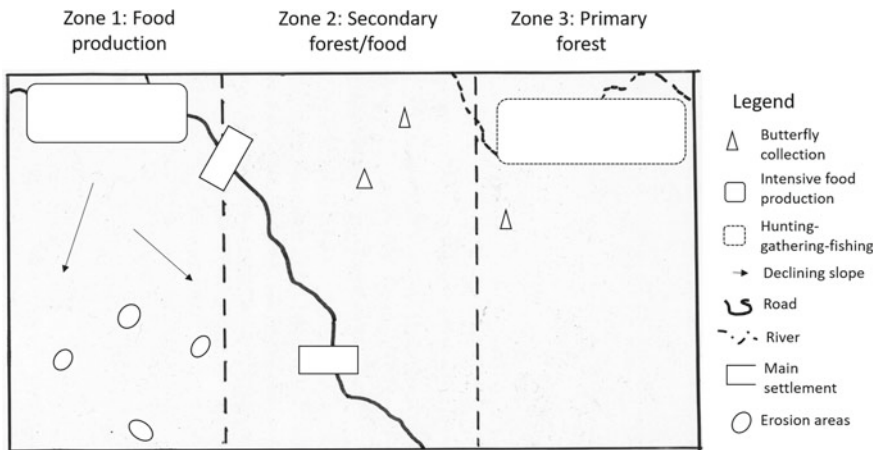 Zone 1: Food
production
Zone 2: Secondary
forest/food
Zone 3: Primary
forest
Legend
Butterfly
collection
Intensive food
production
Hunting-
gathering-fishing
Declining slope
Road
River
Main
settlement
Erosion areas